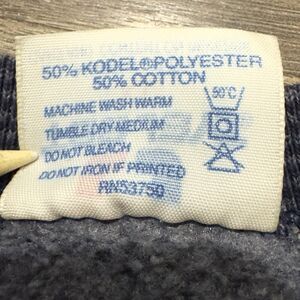 50% KODEL®POLYESTER
50% COTTON
MACHINE WASH WARM
50°C
TUMBLE DRY MEDIUM
DO NOT BLEACH
DO NOT IRON IF PRINTED
RN53750